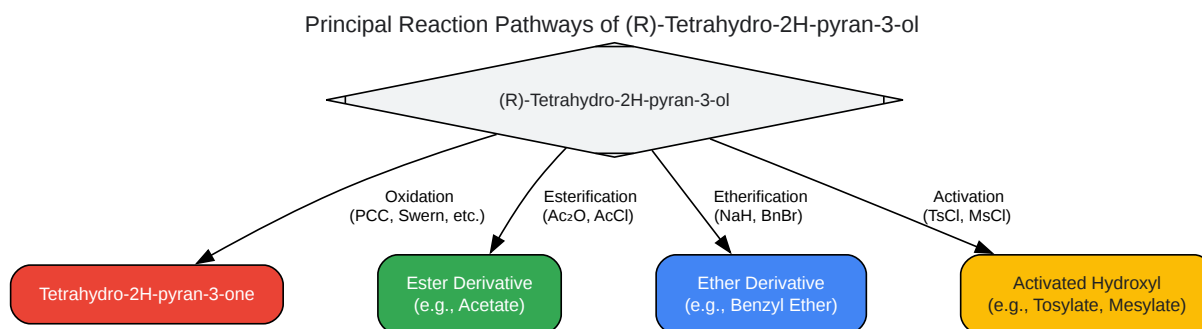 Principal Reaction Pathways of (R)-Tetrahydro-2H-pyran-3-ol
(R)-Tetrahydro-2H-pyran-3-ol
Oxidation
(PCC, Swern, etc.)
Esterification
(Ac₂O, AcCl)
Etherification
(NaH, BnBr)
Activation
(TsCl, MsCl)
Tetrahydro-2H-pyran-3-one
Ester Derivative
(e.g., Acetate)
Ether Derivative
(e.g., Benzyl Ether)
Activated Hydroxyl
(e.g., Tosylate, Mesylate)